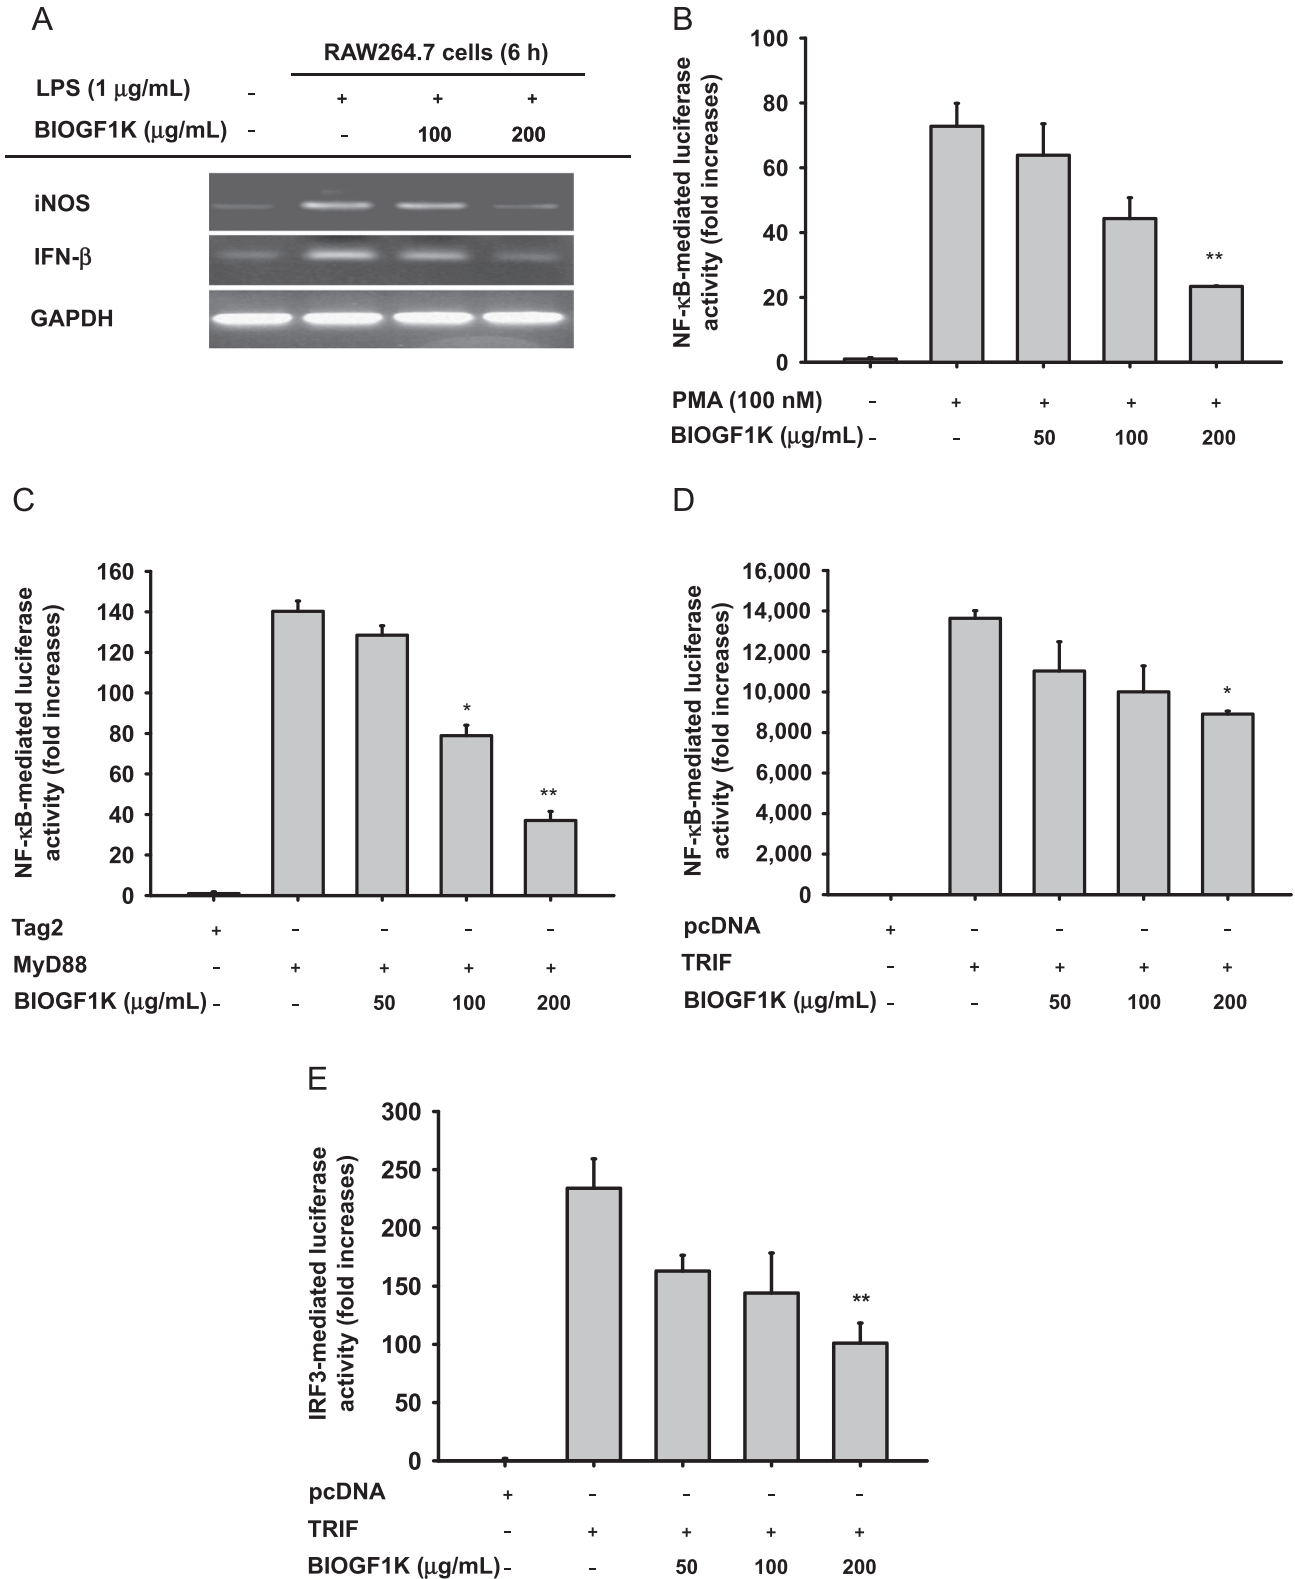 A
RAW264.7 cells (6 h)
LPS (1 μg/mL) - + + +
BIOGF1K (μg/mL) - - 100 200
iNOS
IFN-β
GAPDH
B
NF-κB-mediated luciferase
activity (fold increases)
100
80
60
40
20
0
**
PMA (100 nM) - + + + +
BIOGF1K (μg/mL) - - 50 100 200
C
NF-κB-mediated luciferase
activity (fold increases)
160
140
120
100
80
60
40
20
0
*
**
Tag2 + - - - -
MyD88 - + + + +
BIOGF1K (μg/mL) - - 50 100 200
D
NF-κB-mediated luciferase
activity (fold increases)
16,000
14,000
12,000
10,000
8,000
6,000
4,000
2,000
0
*
pcDNA + - - - -
TRIF - + + + +
BIOGF1K (μg/mL) - - 50 100 200
E
IRF3-mediated luciferase
activity (fold increases)
300
250
200
150
100
50
0
**
pcDNA + - - - -
TRIF - + + + +
BIOGF1K (μg/mL) - - 50 100 200